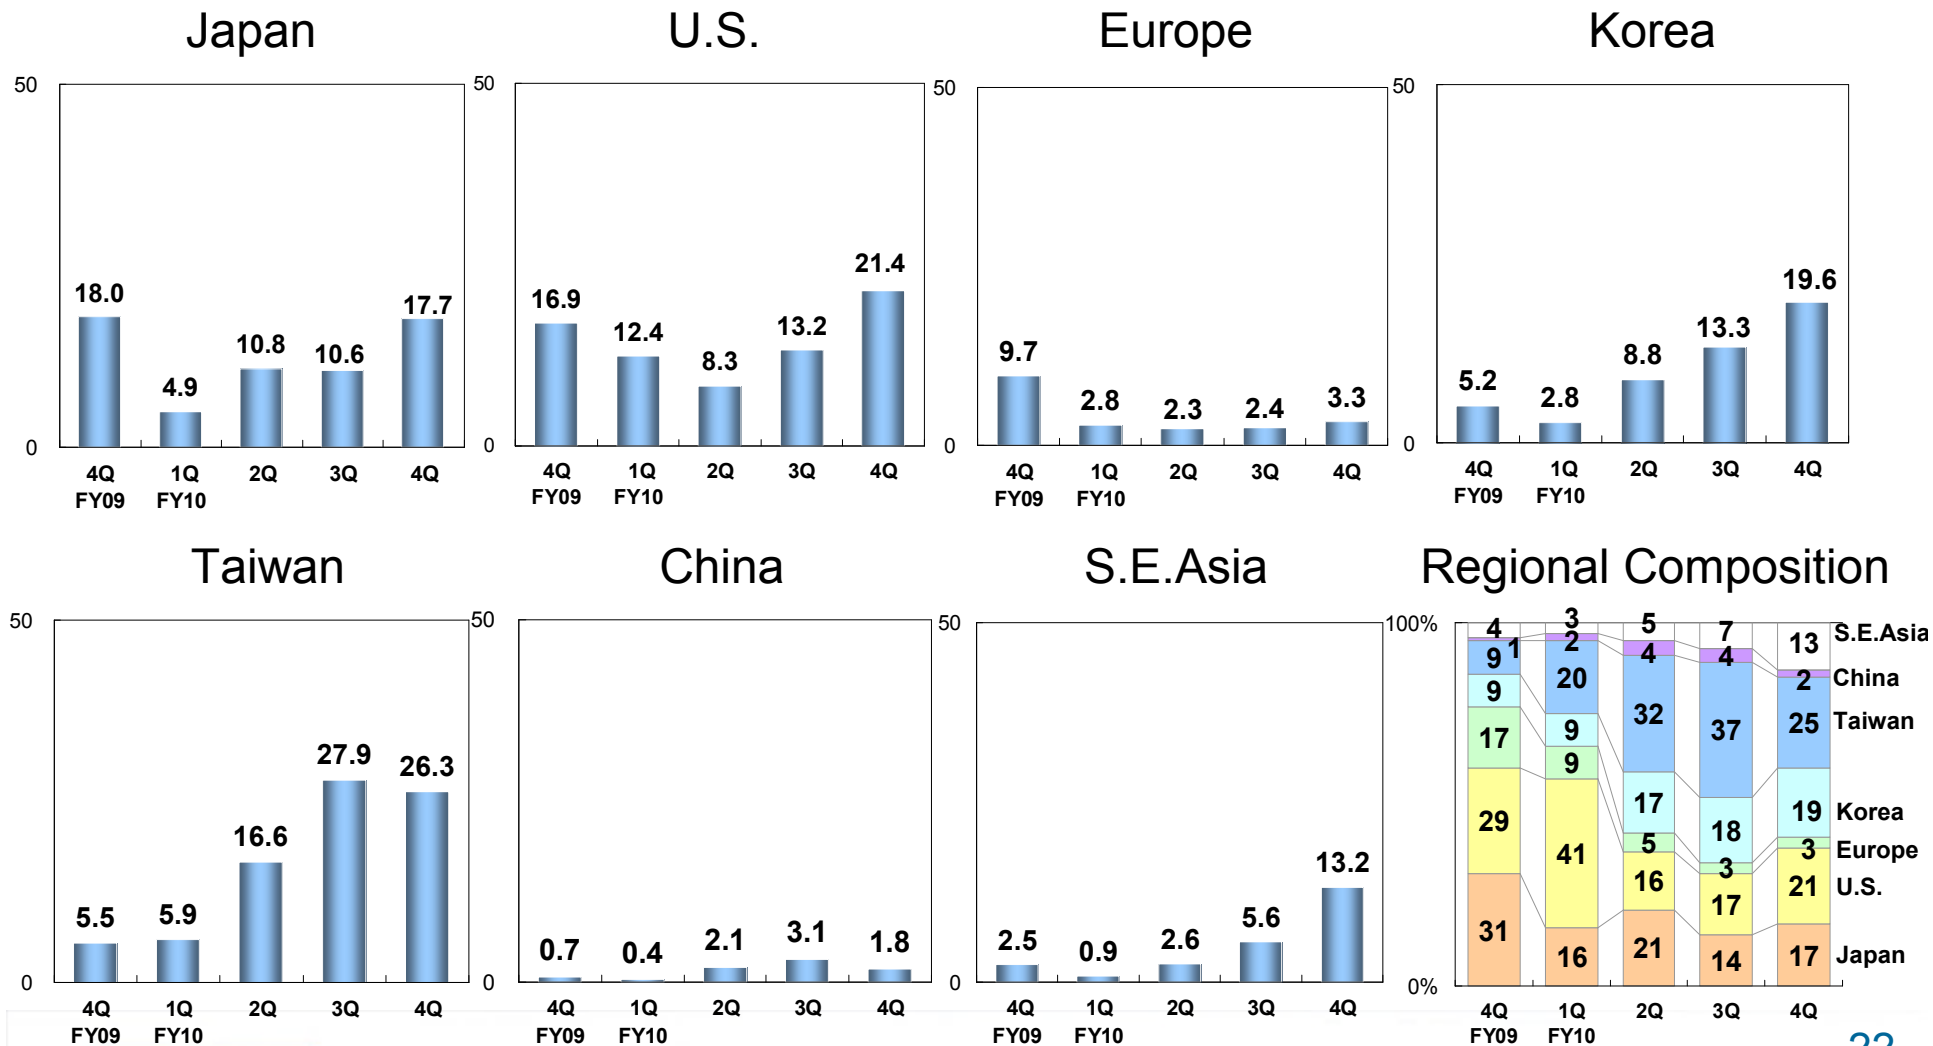 Japan
50
18.0
4.9
10.8
10.6
17.7
0
4Q 1Q 2Q 3Q 4Q
FY09 FY10
U.S.
50
16.9
12.4
8.3
13.2
21.4
0
4Q 1Q 2Q 3Q 4Q
FY09 FY10
Europe
50
9.7
2.8
2.3
2.4
3.3
0
4Q 1Q 2Q 3Q 4Q
FY09 FY10
Korea
50
5.2
2.8
8.8
13.3
19.6
0
4Q 1Q 2Q 3Q 4Q
FY09 FY10
Taiwan
50
5.5
5.9
16.6
27.9
26.3
0
4Q 1Q 2Q 3Q 4Q
FY09 FY10
China
50
0.7
0.4
2.1
3.1
1.8
0
4Q 1Q 2Q 3Q 4Q
FY09 FY10
S.E.Asia
50
2.5
0.9
2.6
5.6
13.2
0
4Q 1Q 2Q 3Q 4Q
FY09 FY10
Regional Composition
100%
4 3 5 7 13 S.E.Asia
1 2 4 4 2 China
9 20 32 37 25 Taiwan
9 9 17 18 19 Korea
17 9 5 3 3 Europe
29 41 16 17 21 U.S.
31 16 21 14 17 Japan
0%
4Q 1Q 2Q 3Q 4Q
FY09 FY10